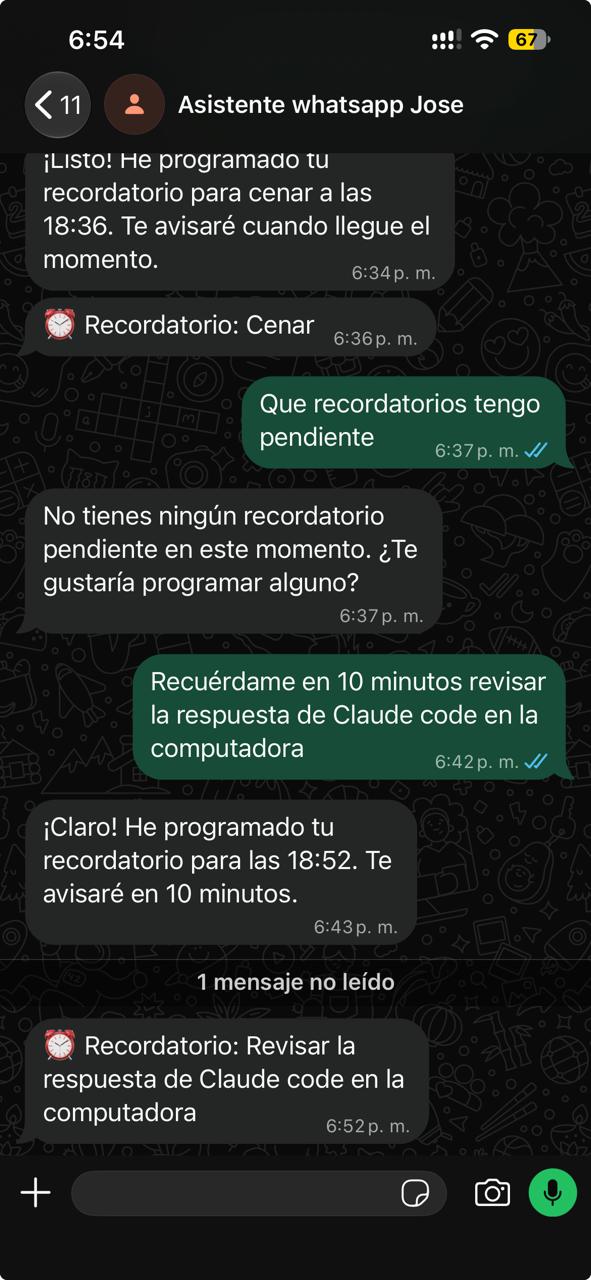 6:54
67
11
Asistente whatsapp Jose
¡Listo! He programado tu
recordatorio para cenar a las
18:36. Te avisaré cuando llegue el
momento.
6:34 p. m.
⏰ Recordatorio: Cenar
6:36 p. m.
Que recordatorios tengo
pendiente
6:37 p. m.
No tienes ningún recordatorio
pendiente en este momento. ¿Te
gustaría programar alguno?
6:37 p. m.
Recuérdame en 10 minutos revisar
la respuesta de Claude code en la
computadora
6:42 p. m.
¡Claro! He programado tu
recordatorio para las 18:52. Te
avisaré en 10 minutos.
6:43 p. m.
1 mensaje no leído
⏰ Recordatorio: Revisar la
respuesta de Claude code en la
computadora
6:52 p. m.